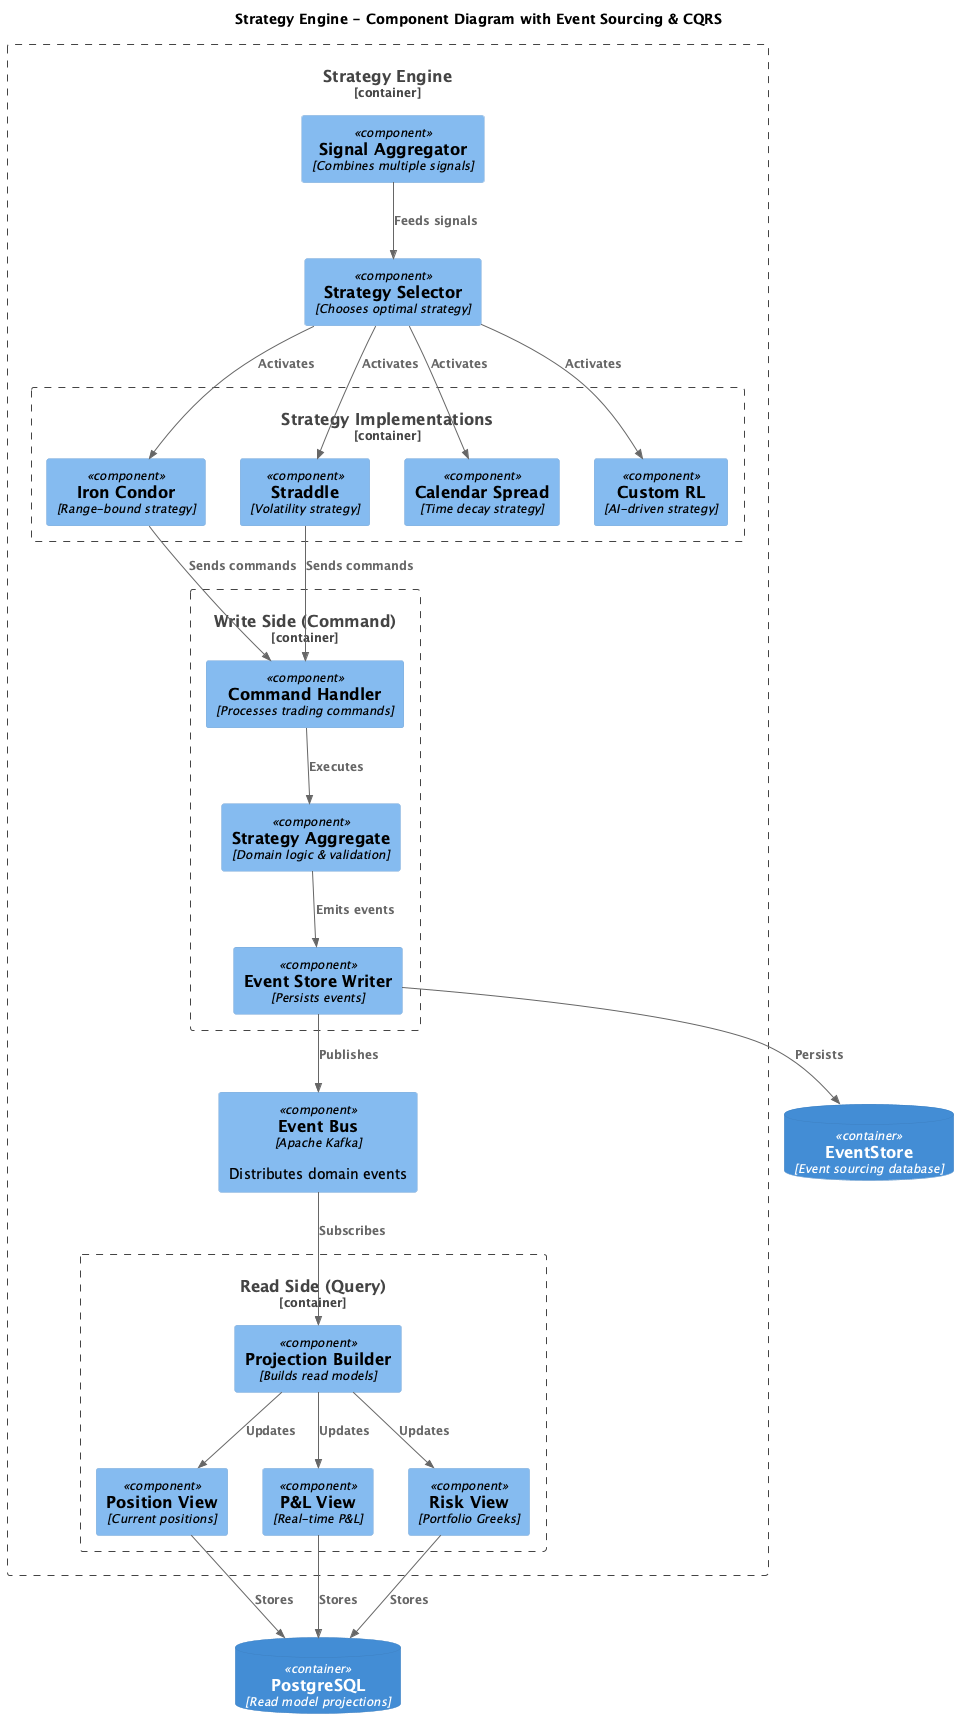 Strategy Engine – Component Diagram with Event Sourcing & CQRS
Strategy Engine
[container]
«component»
Signal Aggregator
[Combines multiple signals]
Feeds signals
«component»
Strategy Selector
[Chooses optimal strategy]
Activates
Activates
Activates
Activates
Strategy Implementations
[container]
«component»
Iron Condor
[Range-bound strategy]
«component»
Straddle
[Volatility strategy]
«component»
Calendar Spread
[Time decay strategy]
«component»
Custom RL
[AI-driven strategy]
Sends commands
Sends commands
Write Side (Command)
[container]
«component»
Command Handler
[Processes trading commands]
Executes
«component»
Strategy Aggregate
[Domain logic & validation]
Emits events
«component»
Event Store Writer
[Persists events]
Publishes
Persists
«component»
Event Bus
[Apache Kafka]
Distributes domain events
«container»
EventStore
[Event sourcing database]
Subscribes
Read Side (Query)
[container]
«component»
Projection Builder
[Builds read models]
Updates
Updates
Updates
«component»
Position View
[Current positions]
«component»
P&L View
[Real-time P&L]
«component»
Risk View
[Portfolio Greeks]
Stores
Stores
Stores
«container»
PostgreSQL
[Read model projections]